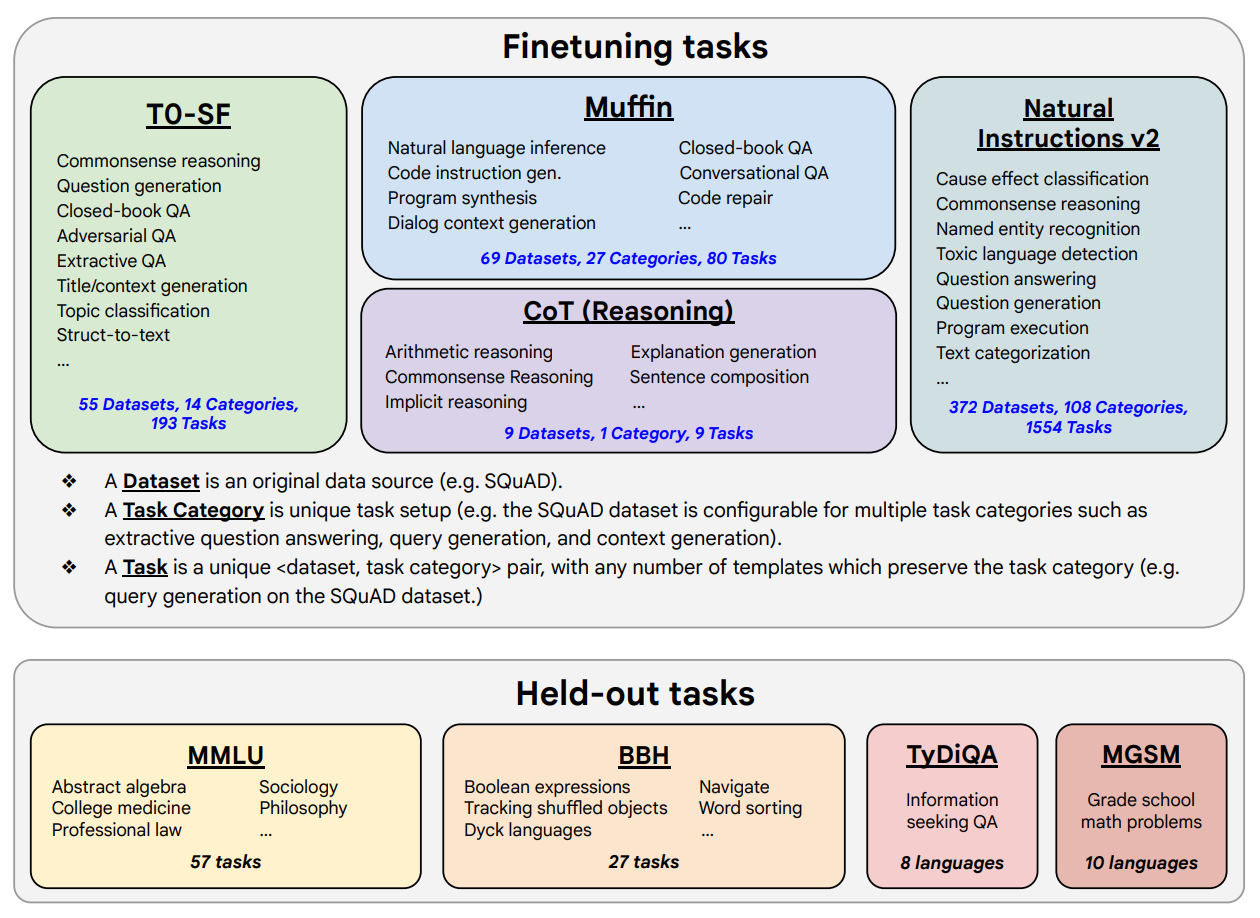 Finetuning tasks
T0-SF
Commonsense reasoning
Question generation
Closed-book QA
Adversarial QA
Extractive QA
Title/context generation
Topic classification
Struct-to-text
...
55 Datasets, 14 Categories,
193 Tasks
Muffin
Natural language inference
Code instruction gen.
Program synthesis
Dialog context generation
Closed-book QA
Conversational QA
Code repair
...
69 Datasets, 27 Categories, 80 Tasks
CoT (Reasoning)
Arithmetic reasoning
Commonsense Reasoning
Implicit reasoning
Explanation generation
Sentence composition
...
9 Datasets, 1 Category, 9 Tasks
Natural
Instructions v2
Cause effect classification
Commonsense reasoning
Named entity recognition
Toxic language detection
Question answering
Question generation
Program execution
Text categorization
...
372 Datasets, 108 Categories,
1554 Tasks
❖ A Dataset is an original data source (e.g. SQuAD).
❖ A Task Category is unique task setup (e.g. the SQuAD dataset is configurable for multiple task categories such as
extractive question answering, query generation, and context generation).
❖ A Task is a unique <dataset, task category> pair, with any number of templates which preserve the task category (e.g.
query generation on the SQuAD dataset.)
Held-out tasks
MMLU
Abstract algebra
College medicine
Professional law
Sociology
Philosophy
...
57 tasks
BBH
Boolean expressions
Tracking shuffled objects
Dyck languages
Navigate
Word sorting
...
27 tasks
TyDiQA
Information
seeking QA
8 languages
MGSM
Grade school
math problems
10 languages